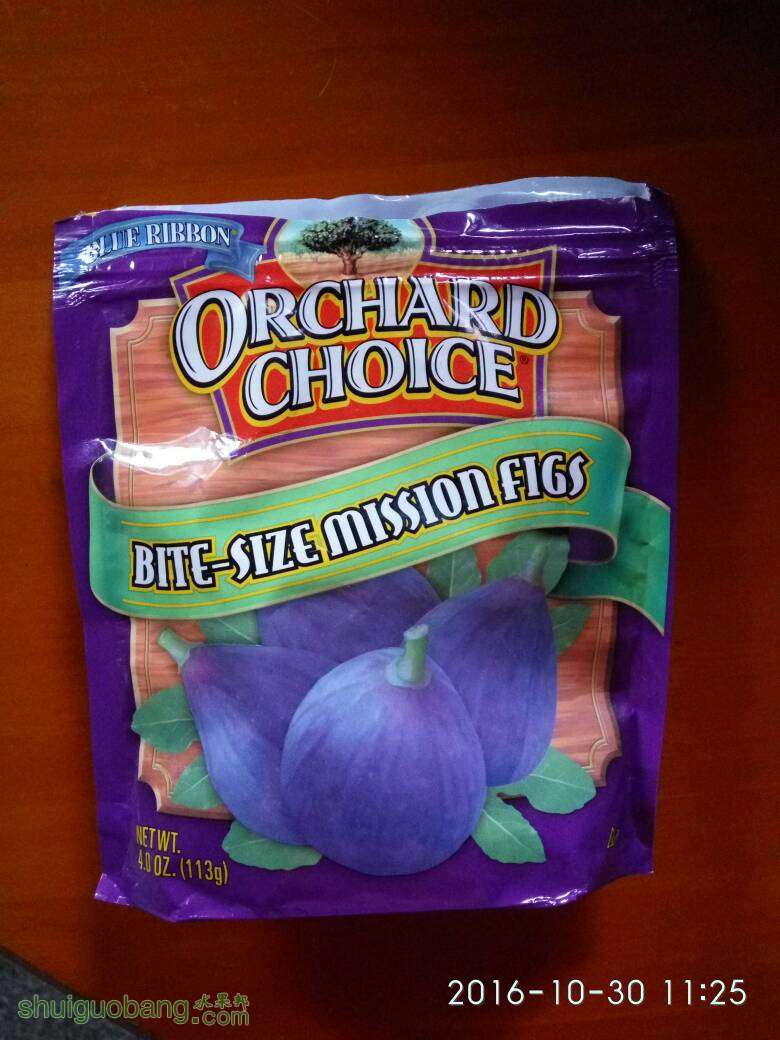 BLUE RIBBON
ORCHARD
CHOICE®
BITE-SIZE MISSION FIGS
NET WT.
4.0 OZ. (113g)
2016-10-30 11:25
shuiguobang.水果邦
.com